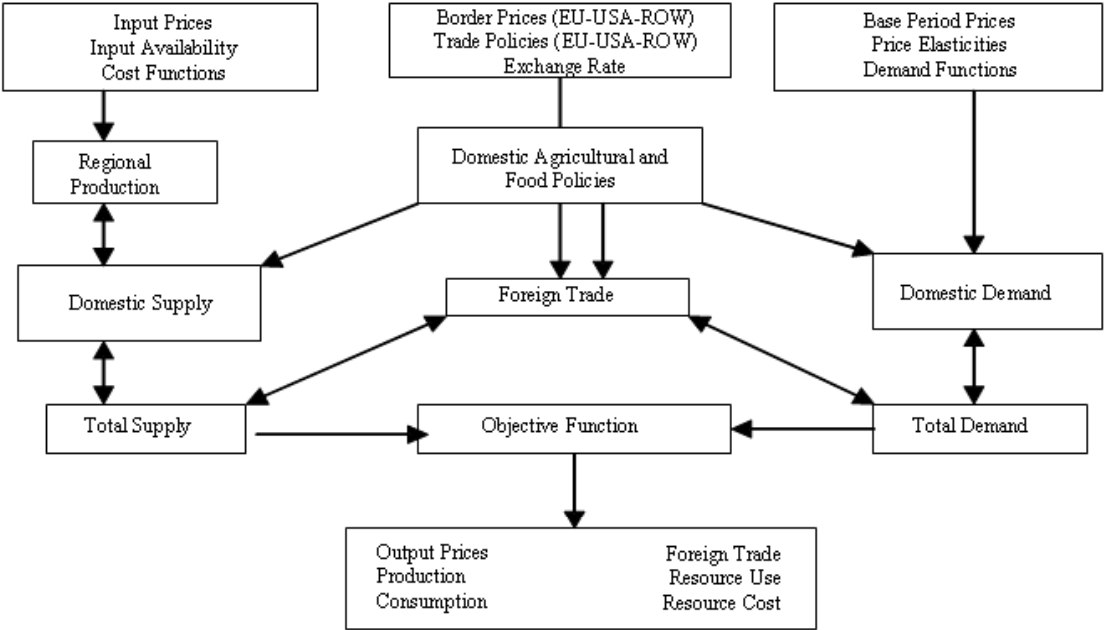 Input Prices
Input Availability
Cost Functions
Border Prices (EU-USA-ROW)
Trade Policies (EU-USA-ROW)
Exchange Rate
Base Period Prices
Price Elasticities
Demand Functions
Regional
Production
Domestic Agricultural and
Food Policies
Domestic Supply
Foreign Trade
Domestic Demand
Total Supply
Objective Function
Total Demand
Output Prices
Production
Consumption
Foreign Trade
Resource Use
Resource Cost